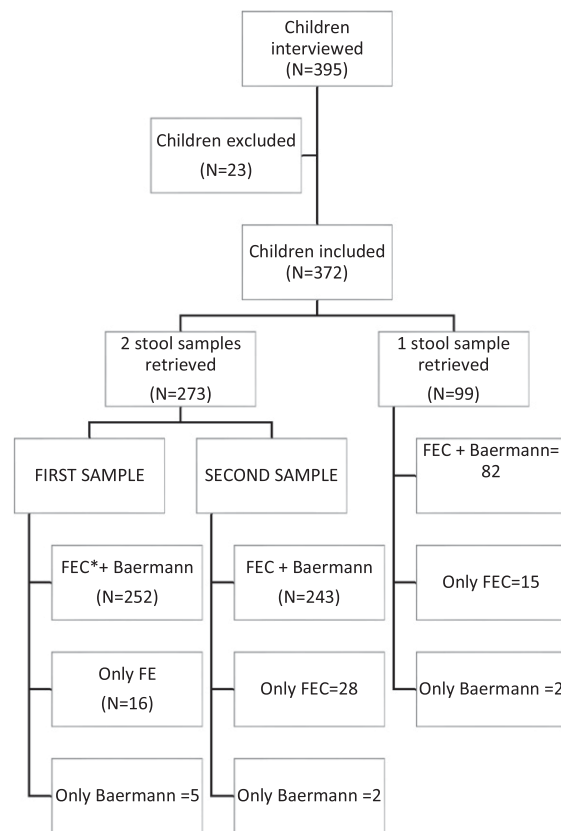 Children
interviewed
(N=395)
Children excluded
(N=23)
Children included
(N=372)
2 stool samples
retrieved
(N=273)
1 stool sample
retrieved
(N=99)
FIRST SAMPLE
SECOND SAMPLE
FEC + Baermann=
82
FEC*+ Baermann
(N=252)
FEC + Baermann
(N=243)
Only FEC=15
Only FE
(N=16)
Only FEC=28
Only Baermann =2
Only Baermann =5
Only Baermann =2